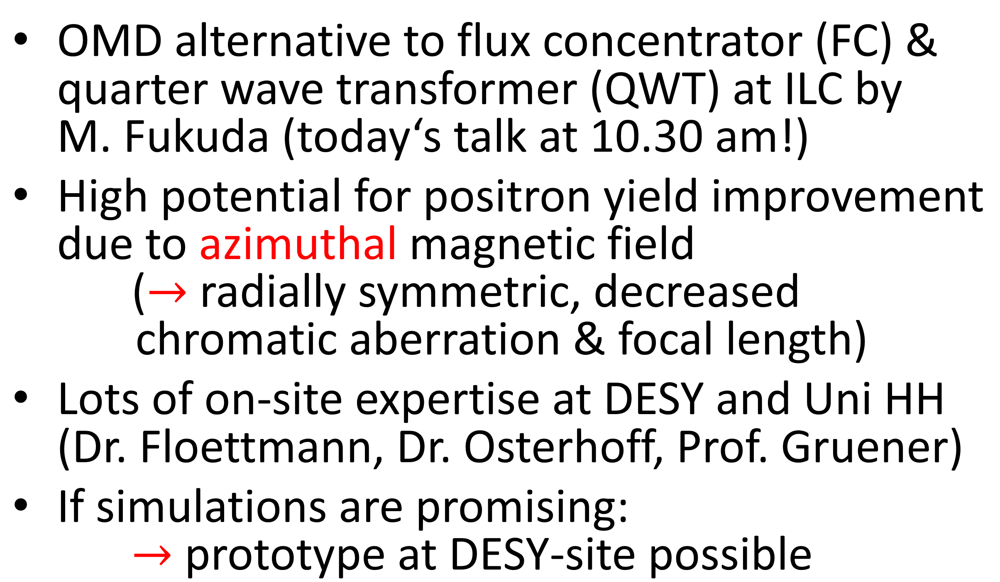 • OMD alternative to flux concentrator (FC) &
quarter wave transformer (QWT) at ILC by
M. Fukuda (today‘s talk at 10.30 am!)
• High potential for positron yield improvement
due to azimuthal magnetic field
(→ radially symmetric, decreased
chromatic aberration & focal length)
• Lots of on-site expertise at DESY and Uni HH
(Dr. Floettmann, Dr. Osterhoff, Prof. Gruener)
• If simulations are promising:
→ prototype at DESY-site possible